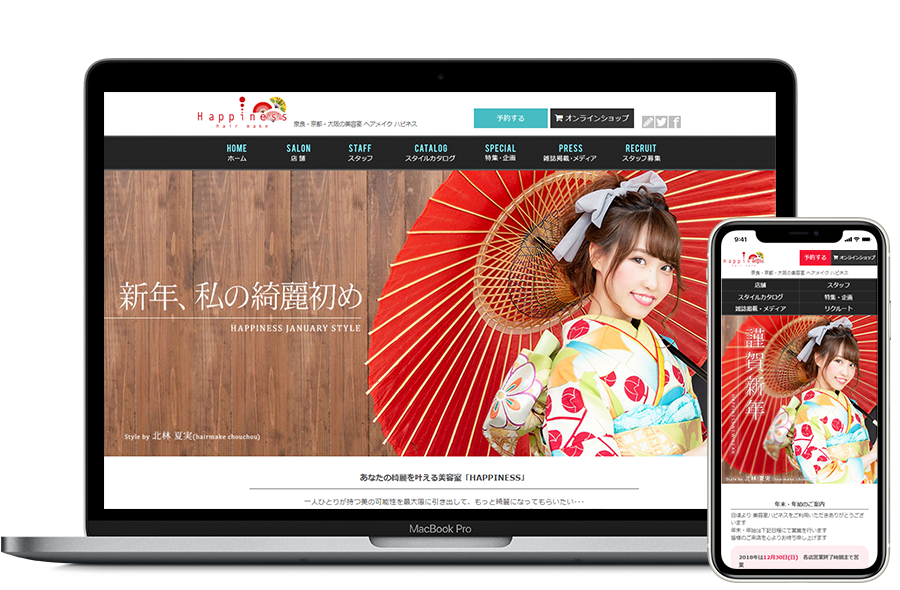 Happiness
hair make
奈良・京都・大阪の美容室 ヘアメイク ハピネス
予約する
オンラインショップ
HOME
ホーム
SALON
店 舗
STAFF
スタッフ
CATALOG
スタイルカタログ
SPECIAL
特集・企画
PRESS
雑誌掲載・メディア
RECRUIT
スタッフ募集
新年、私の綺麗初め
HAPPINESS JANUARY STYLE
Style by 北林 夏実(hairmake chouchou)
あなたの綺麗を叶える美容室「HAPPINESS」
一人ひとりが持つ美の可能性を最大限に引き出して、もっと綺麗になってもらいたい・・・
MacBook Pro
9:41
Happiness
予約する
オンラインショップ
奈良・京都・大阪の美容室 ヘアメイク ハピネス
店舗
スタッフ
スタイルカタログ
特集・企画
雑誌掲載・メディア
リクルート
謹賀新年
Style by 北林 夏実(hairmake chouchou)
年末・年始のご案内
日頃より 美容室ハピネスをご利用いただきありがとうござ
います
年末・年始は下記日程にて営業を行います
皆様のご来店を心よりお待ち申し上げます
2018年は12月30日(日) 各店営業終了時間まで営
業